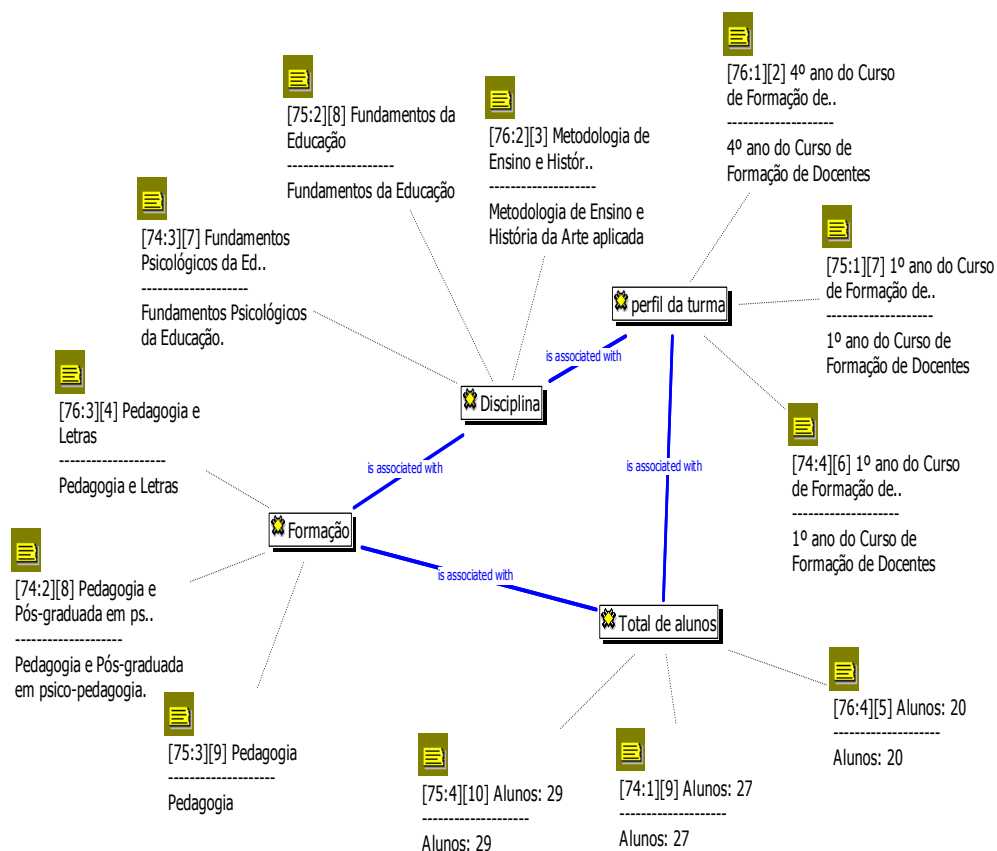 [76:1][2] 4º ano do Curso
de Formação de..
--------------------
4º ano do Curso de
Formação de Docentes
[75:2][8] Fundamentos da
Educação
--------------------
Fundamentos da Educação
[76:2][3] Metodologia de
Ensino e Histór..
--------------------
Metodologia de Ensino e
História da Arte aplicada
[74:3][7] Fundamentos
Psicológicos da Ed..
--------------------
Fundamentos Psicológicos
da Educação.
[75:1][7] 1º ano do Curso
de Formação de..
--------------------
1º ano do Curso de
Formação de Docentes
perfil da turma
is associated with
Disciplina
[76:3][4] Pedagogia e
Letras
--------------------
Pedagogia e Letras
is associated with
is associated with
[74:4][6] 1º ano do Curso
de Formação de..
--------------------
1º ano do Curso de
Formação de Docentes
Formação
is associated with
[74:2][8] Pedagogia e
Pós-graduada em ps..
--------------------
Pedagogia e Pós-graduada
em psico-pedagogia.
Total de alunos
[75:3][9] Pedagogia
--------------------
Pedagogia
[75:4][10] Alunos: 29
--------------------
Alunos: 29
[74:1][9] Alunos: 27
--------------------
Alunos: 27
[76:4][5] Alunos: 20
--------------------
Alunos: 20